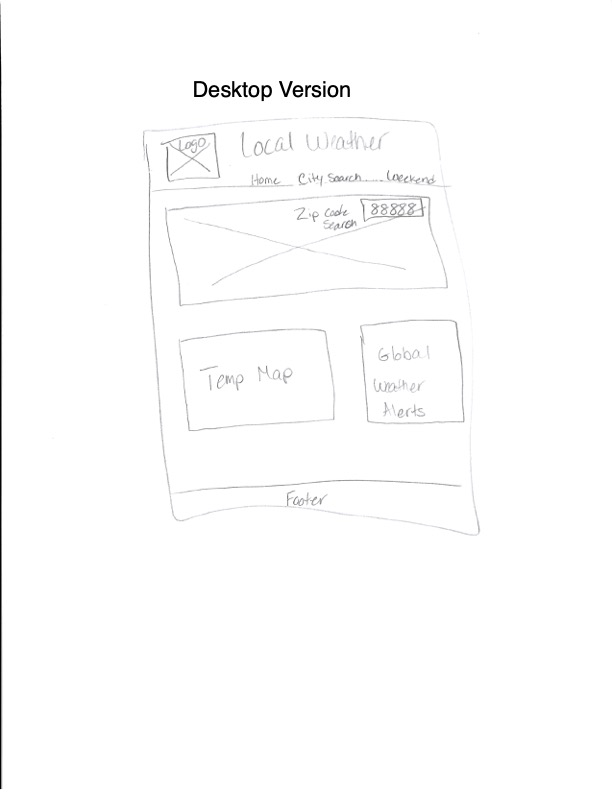 Desktop Version
Logo
Local Weather
Home City Search Weekend
Zip Code 88888
Search
Temp Map
Global
Weather
Alerts
Footer